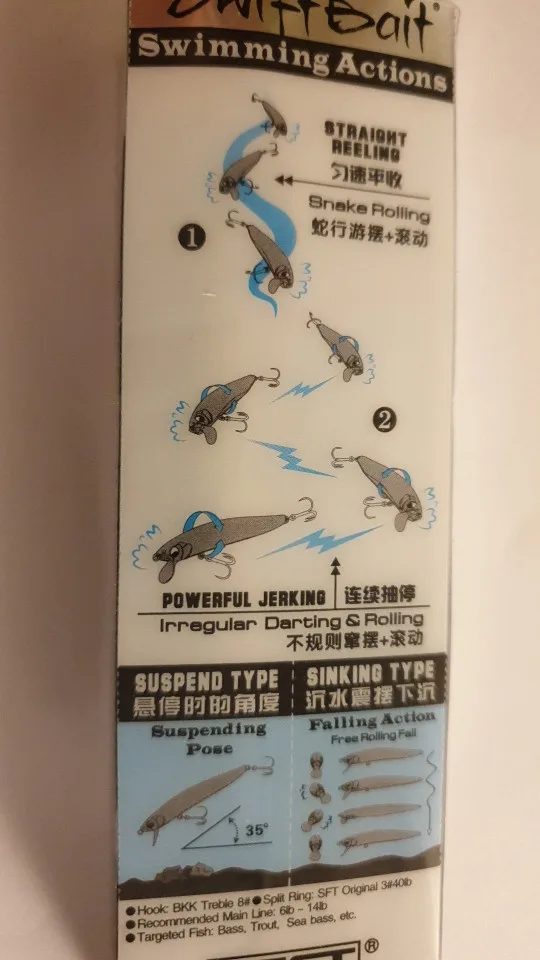 Swift Bait®
Swimming Actions
STRAIGHT
REELING
匀速平收
Snake Rolling
蛇行游摆+滚动
1
2
POWERFUL JERKING 连续抽停
Irregular Darting & Rolling
不规则窜摆+滚动
SUSPEND TYPE
悬停时的角度
Suspending
Pose
35°
SINKING TYPE
沉水震摆下沉
Falling Action
Free Rolling Fall
●Hook: BKK Treble 8# ●Split Ring: SFT Original 3#40lb
●Recommended Main Line: 6lb ~ 14lb
●Targeted Fish: Bass, Trout, Sea bass, etc.
®